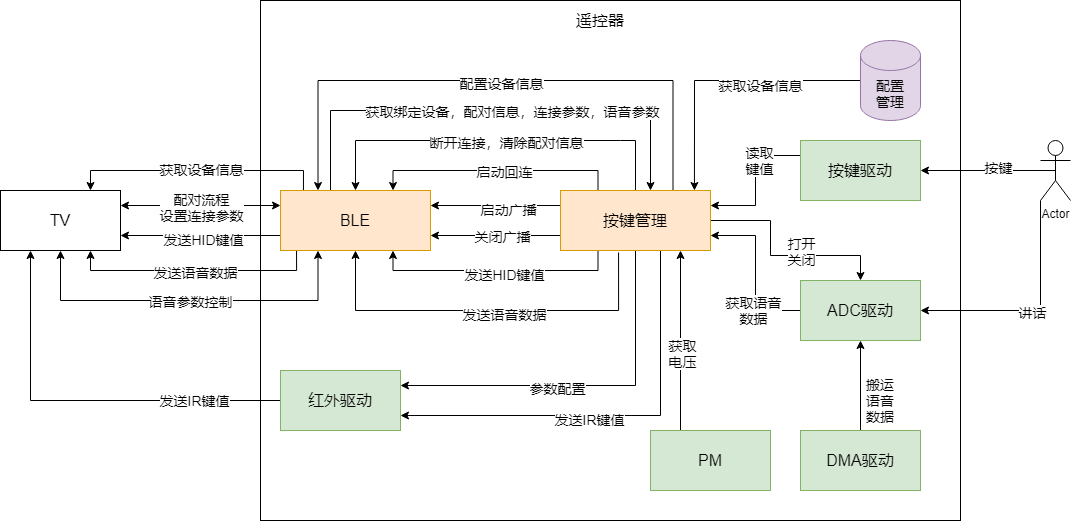 遥控器
配置设备信息
获取设备信息
配置
管理
获取绑定设备，配对信息，连接参数，语音参数
断开连接，清除配对信息
读取
键值
按键驱动
按键
获取设备信息
启动回连
TV
配对流程
设置连接参数
BLE
启动广播
按键管理
Actor
发送HID键值
关闭广播
打开
关闭
发送语音数据
发送HID键值
语音参数控制
发送语音数据
获取语音
数据
ADC驱动
讲话
获取
电压
参数配置
搬运
语音
数据
发送IR键值
红外驱动
发送IR键值
PM
DMA驱动